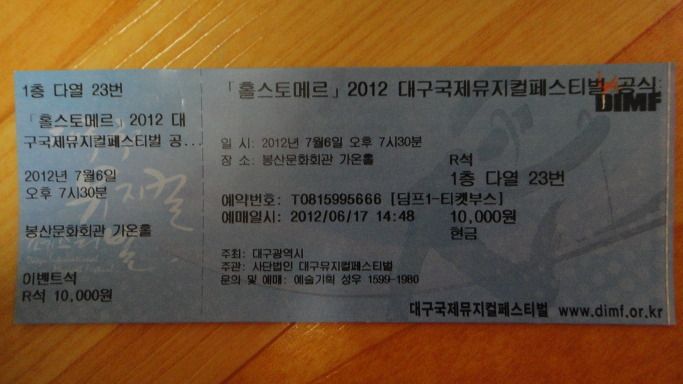 1층 다열 23번
「홀스토메르」 2012 대
구국제뮤지컬페스티벌 공...
2012년 7월6일
오후 7시30분
봉산문화회관 가온홀
이벤트석
R석 10,000원
「홀스토메르」 2012 대구국제뮤지컬페스티벌 공식
DIMF
일 시: 2012년 7월6일 오후 7시30분
장 소: 봉산문화회관 가온홀
R석
1층 다열 23번
예약번호: T0815995666 [딤프1-티켓부스]
예매일시: 2012/06/17 14:48
10,000원
현금
주최: 대구광역시
주관: 사단법인 대구뮤지컬페스티벌
문의 및 예매: 예술기획 성우 1599-1980
대구국제뮤지컬페스티벌 www.dimf.or.kr